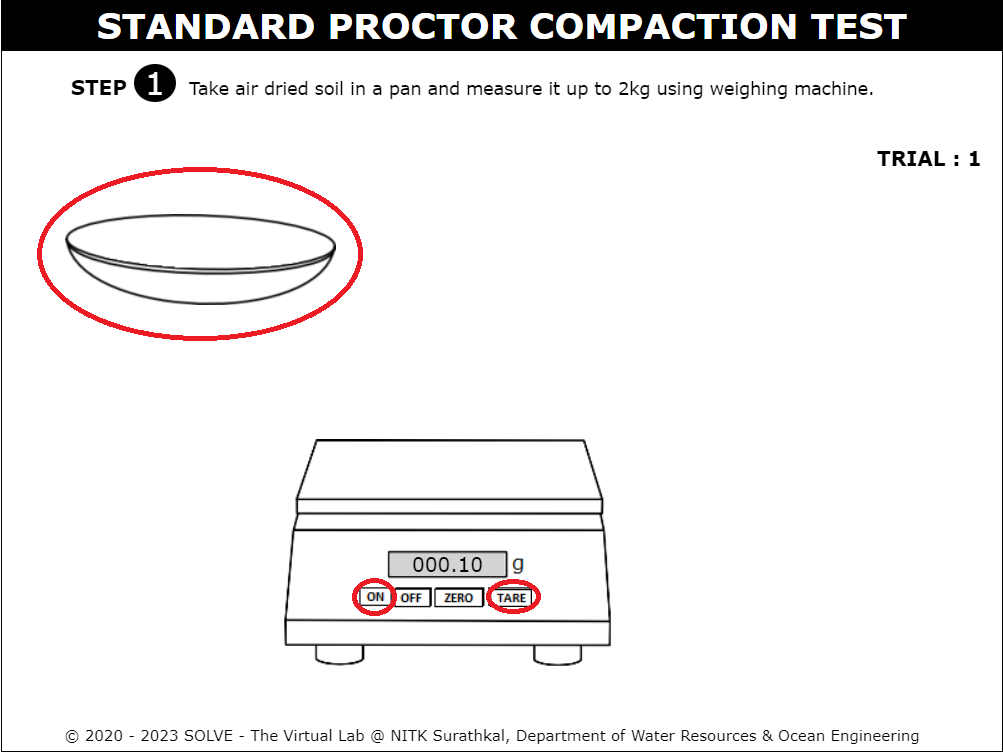 STANDARD PROCTOR COMPACTION TEST
STEP 1 Take air dried soil in a pan and measure it up to 2kg using weighing machine.
TRIAL : 1
000.10 g
ON OFF ZERO TARE
© 2020 - 2023 SOLVE - The Virtual Lab @ NITK Surathkal, Department of Water Resources & Ocean Engineering